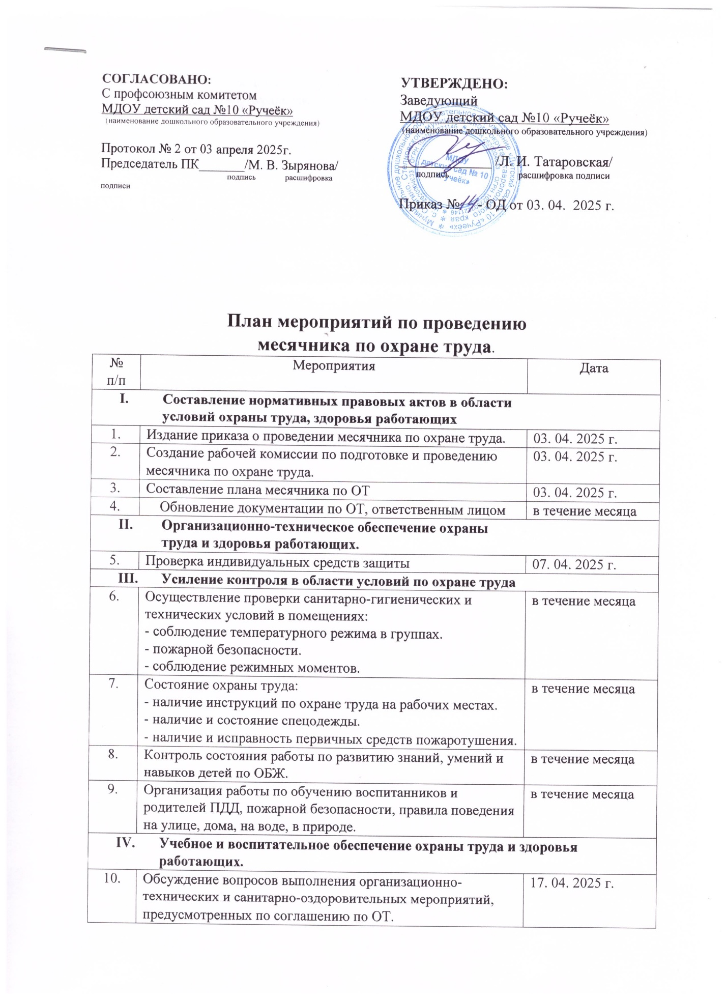 СОГЛАСОВАНО:
С профсоюзным комитетом
МДОУ детский сад №10 «Ручеёк»
(наименование дошкольного образовательного учреждения)
Протокол № 2 от 03 апреля 2025г.
Председатель ПК_______/М. В. Зырянова/
подпись расшифровка
подписи
УТВЕРЖДЕНО:
Заведующий
МДОУ детский сад №10 «Ручеёк»
(наименование дошкольного образовательного учреждения)
/Л. И. Татаровская/
подпись расшифровка подписи
Приказ № 14 - ОД от 03. 04. 2025 г.
МДОУ
детский сад № 10
«Ручеёк»
План мероприятий по проведению
месячника по охране труда.
№ Мероприятия Дата
п/п
I. Составление нормативных правовых актов в области
условий охраны труда, здоровья работающих
1. Издание приказа о проведении месячника по охране труда. 03. 04. 2025 г.
2. Создание рабочей комиссии по подготовке и проведению 03. 04. 2025 г.
месячника по охране труда.
3. Составление плана месячника по ОТ 03. 04. 2025 г.
4. Обновление документации по ОТ, ответственным лицом в течение месяца
II. Организационно-техническое обеспечение охраны
труда и здоровья работающих.
5. Проверка индивидуальных средств защиты 07. 04. 2025 г.
III. Усиление контроля в области условий по охране труда
6. Осуществление проверки санитарно-гигиенических и в течение месяца
технических условий в помещениях:
- соблюдение температурного режима в группах.
- пожарной безопасности.
- соблюдение режимных моментов.
7. Состояние охраны труда: в течение месяца
- наличие инструкций по охране труда на рабочих местах.
- наличие и состояние спецодежды.
- наличие и исправность первичных средств пожаротушения.
8. Контроль состояния работы по развитию знаний, умений и в течение месяца
навыков детей по ОБЖ.
9. Организация работы по обучению воспитанников и в течение месяца
родителей ПДД, пожарной безопасности, правила поведения
на улице, дома, на воде, в природе.
IV. Учебное и воспитательное обеспечение охраны труда и здоровья
работающих.
10. Обсуждение вопросов выполнения организационно- 17. 04. 2025 г.
технических и санитарно-оздоровительных мероприятий,
предусмотренных по соглашению по ОТ.